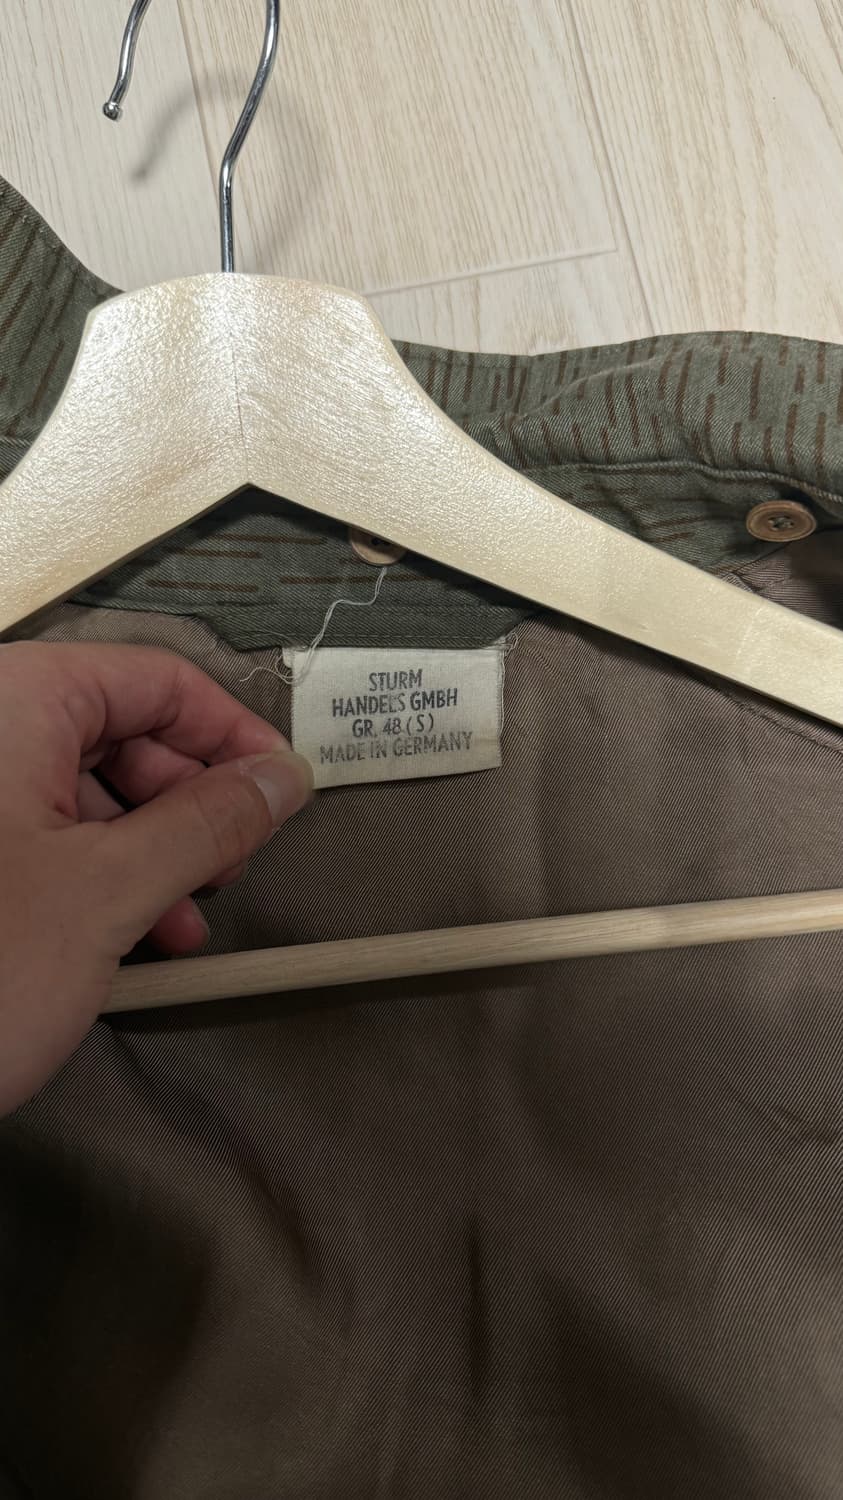 STURM
HANDELS GMBH
GR. 48 (S)
MADE IN GERMANY